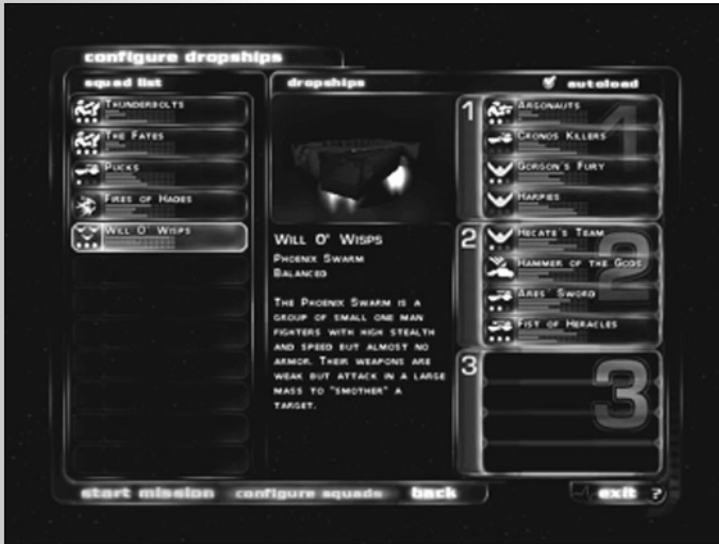 configure dropships
squad list
THUNDERBOLTS
THE FATES
PUCKS
FIRES OF HADES
WILL O' WISPS
dropships
autoload
WILL O' WISPS
PHOENIX SWARM
BALANCED
THE PHOENIX SWARM IS A
GROUP OF SMALL ONE MAN
FIGHTERS WITH HIGH STEALTH
AND SPEED BUT ALMOST NO
ARMOR. THEIR WEAPONS ARE
WEAK BUT ATTACK IN A LARGE
MASS TO "SMOTHER" A
TARGET.
1
ARGONAUTS
CRONOS KILLERS
GORGON'S FURY
HARPIES
1
2
HECATE'S TEAM
HAMMER OF THE GODS
ARES' SWORD
FIST OF HERACLES
2
3
3
start mission configure squads back
exit ?